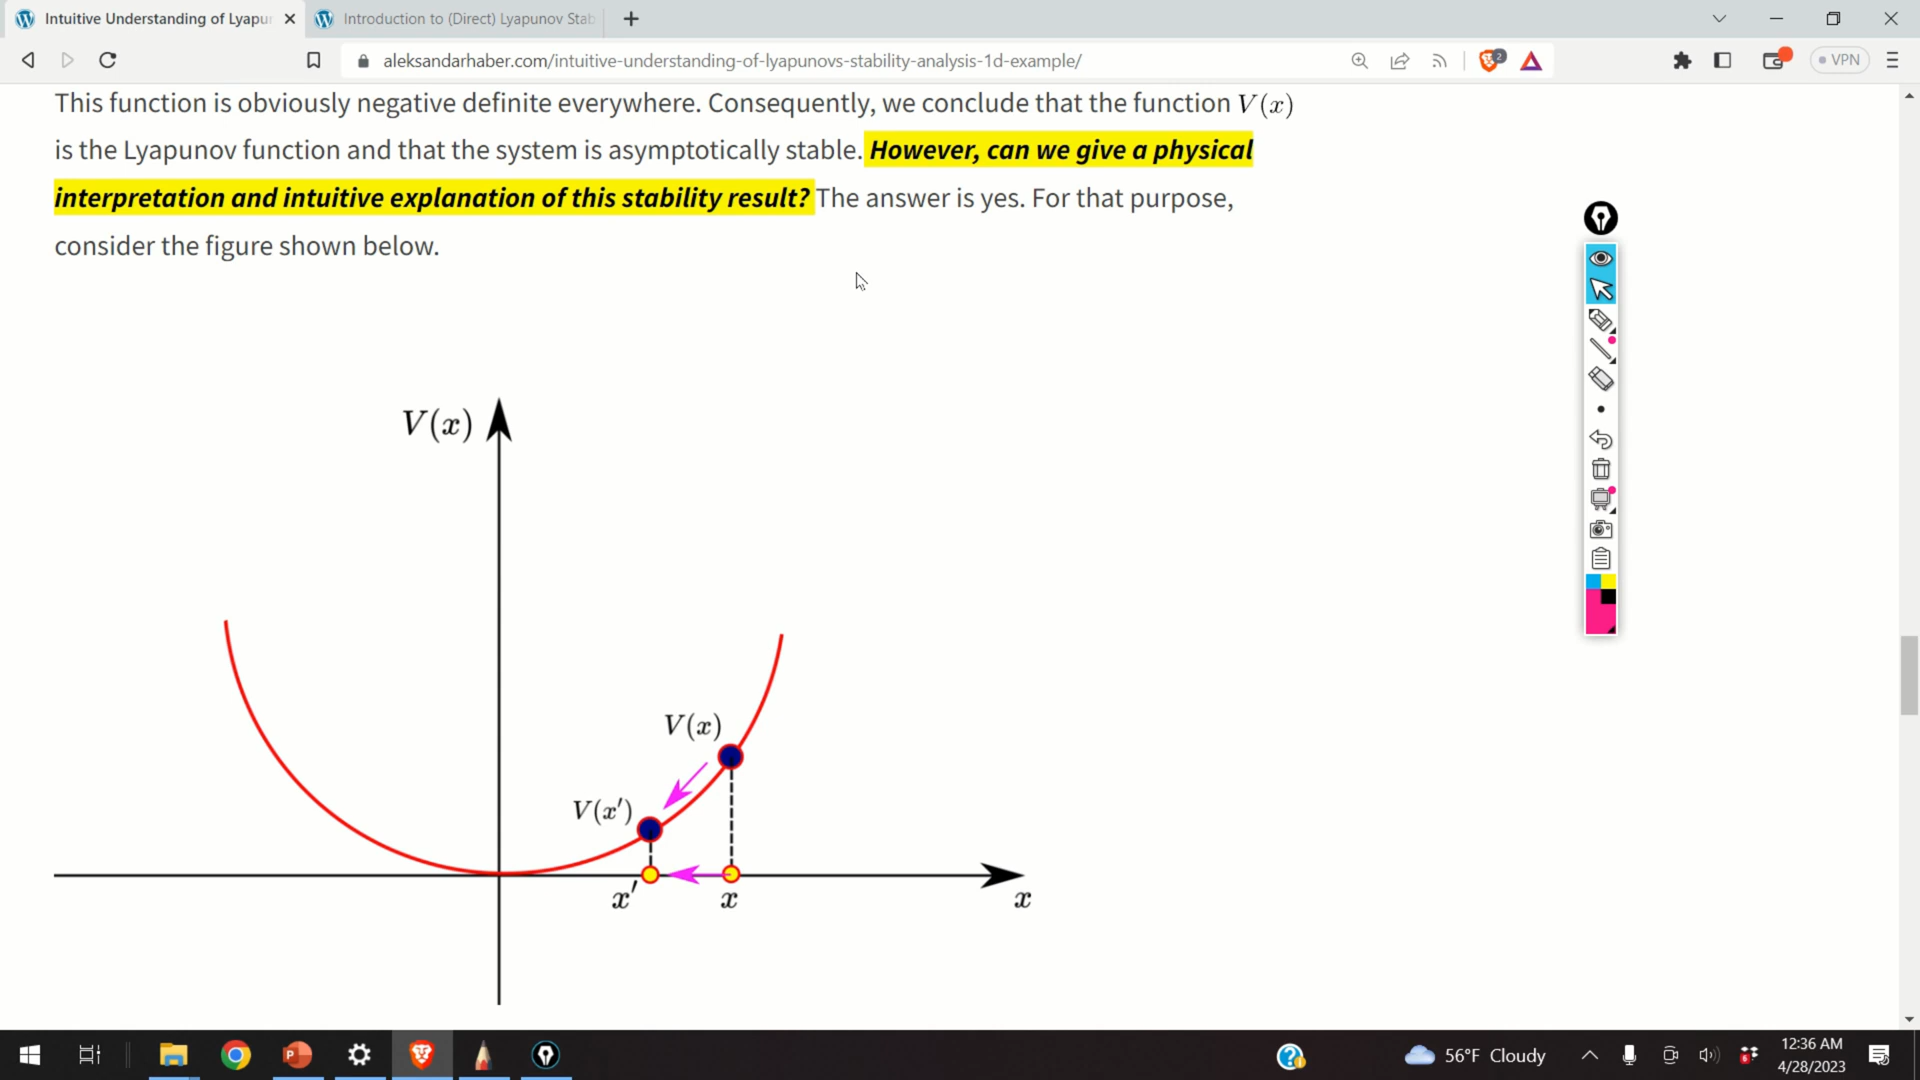 Intuitive Understanding of Lyapu
Introduction to (Direct) Lyapunov Stab
aleksandarhaber.com/intuitive-understanding-of-lyapunovs-stability-analysis-1d-example/
2
VPN
This function is obviously negative definite everywhere. Consequently, we conclude that the function V(x)
is the Lyapunov function and that the system is asymptotically stable. However, can we give a physical
interpretation and intuitive explanation of this stability result? The answer is yes. For that purpose,
consider the figure shown below.
V(x)
V(x)
V(x′)
x′
x
x
56°F Cloudy
12:36 AM
4/28/2023